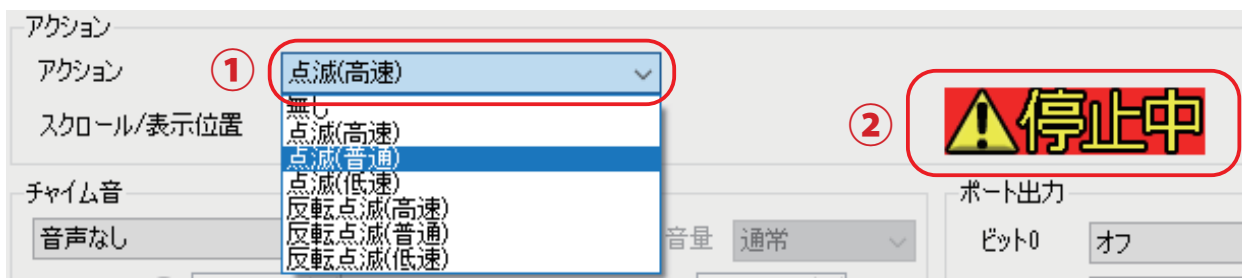 アクション
アクション ① 点滅(高速)
無し
スクロール/表示位置
点滅(高速)
点滅(普通)
点滅(低速)
反転点滅(高速)
反転点滅(普通)
反転点滅(低速)
② 停止中
チャイム音
音声なし
音量 通常
ポート出力
ビット0 オフ